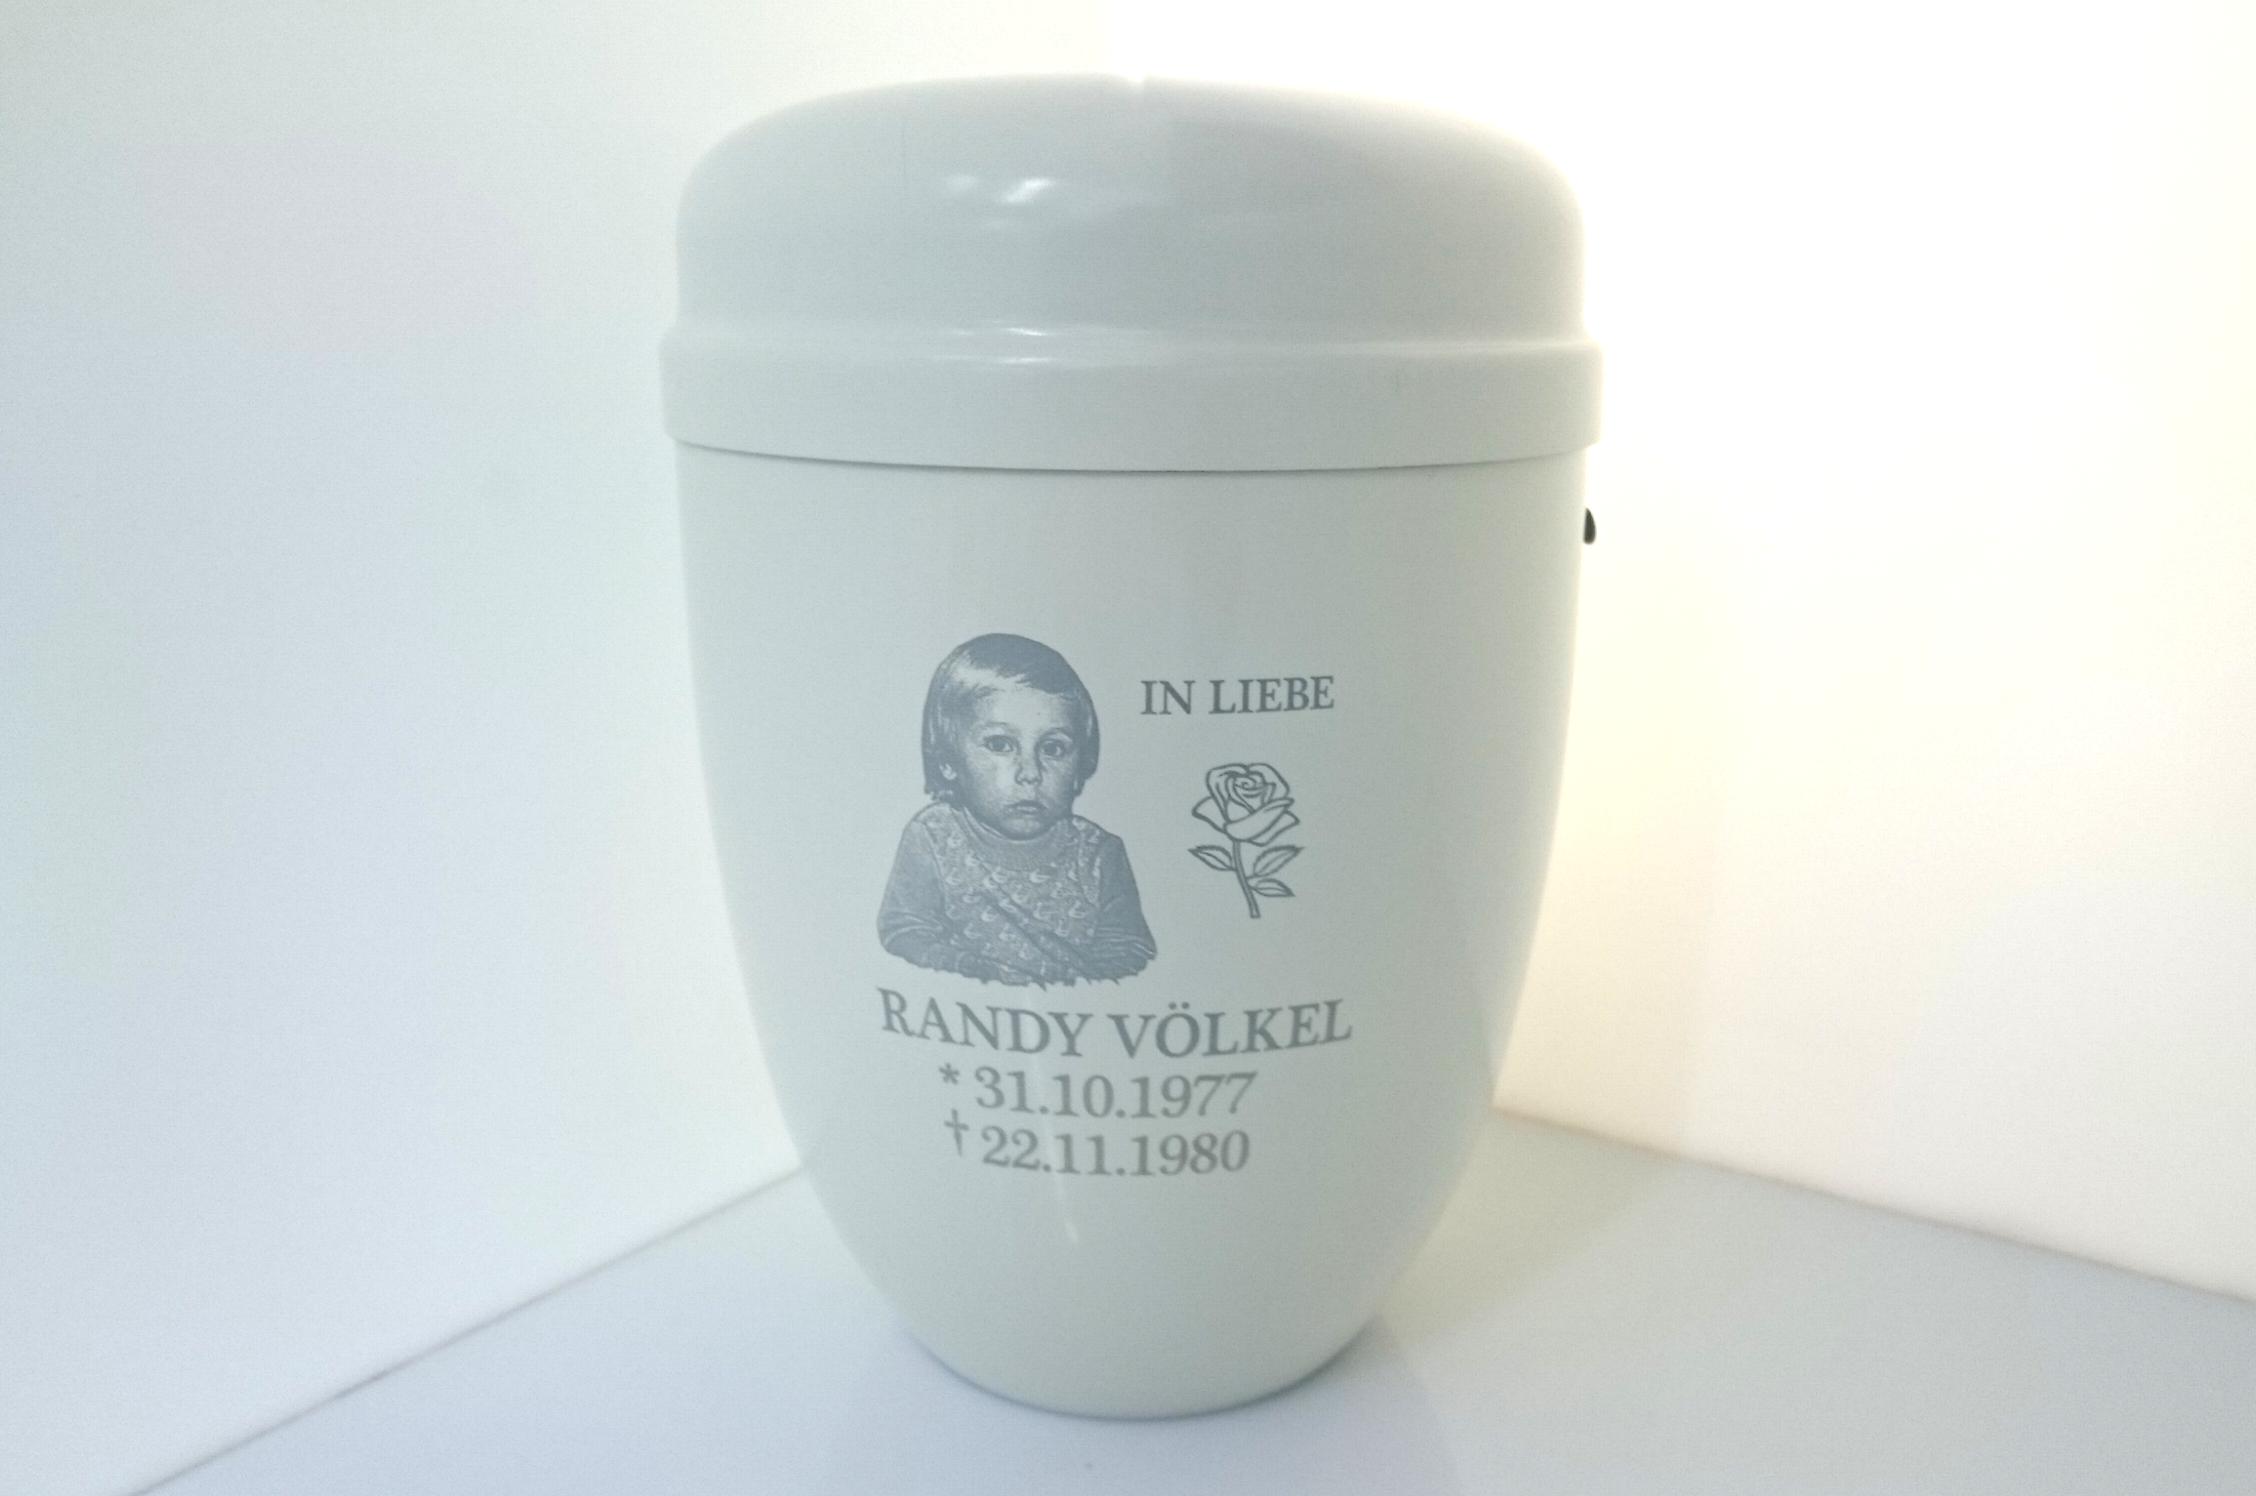 IN LIEBE
RANDY VÖLKEL
* 31.10.1977
† 22.11.1980